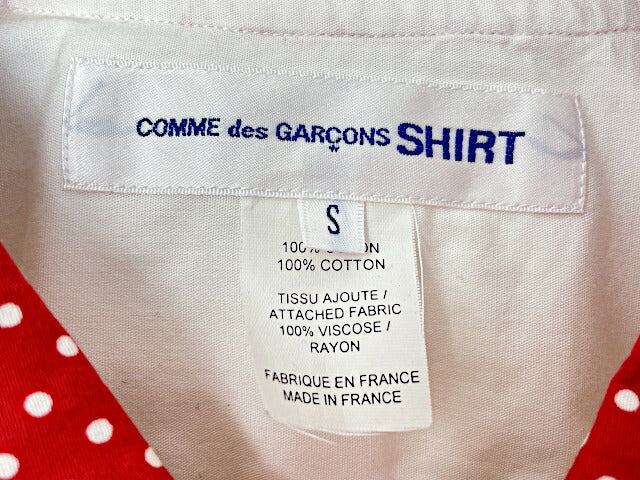 COMME des GARÇONS SHIRT
S
100%
100% COTTON
TISSU AJOUTE /
ATTACHED FABRIC
100% VISCOSE /
RAYON
FABRIQUE EN FRANCE
MADE IN FRANCE